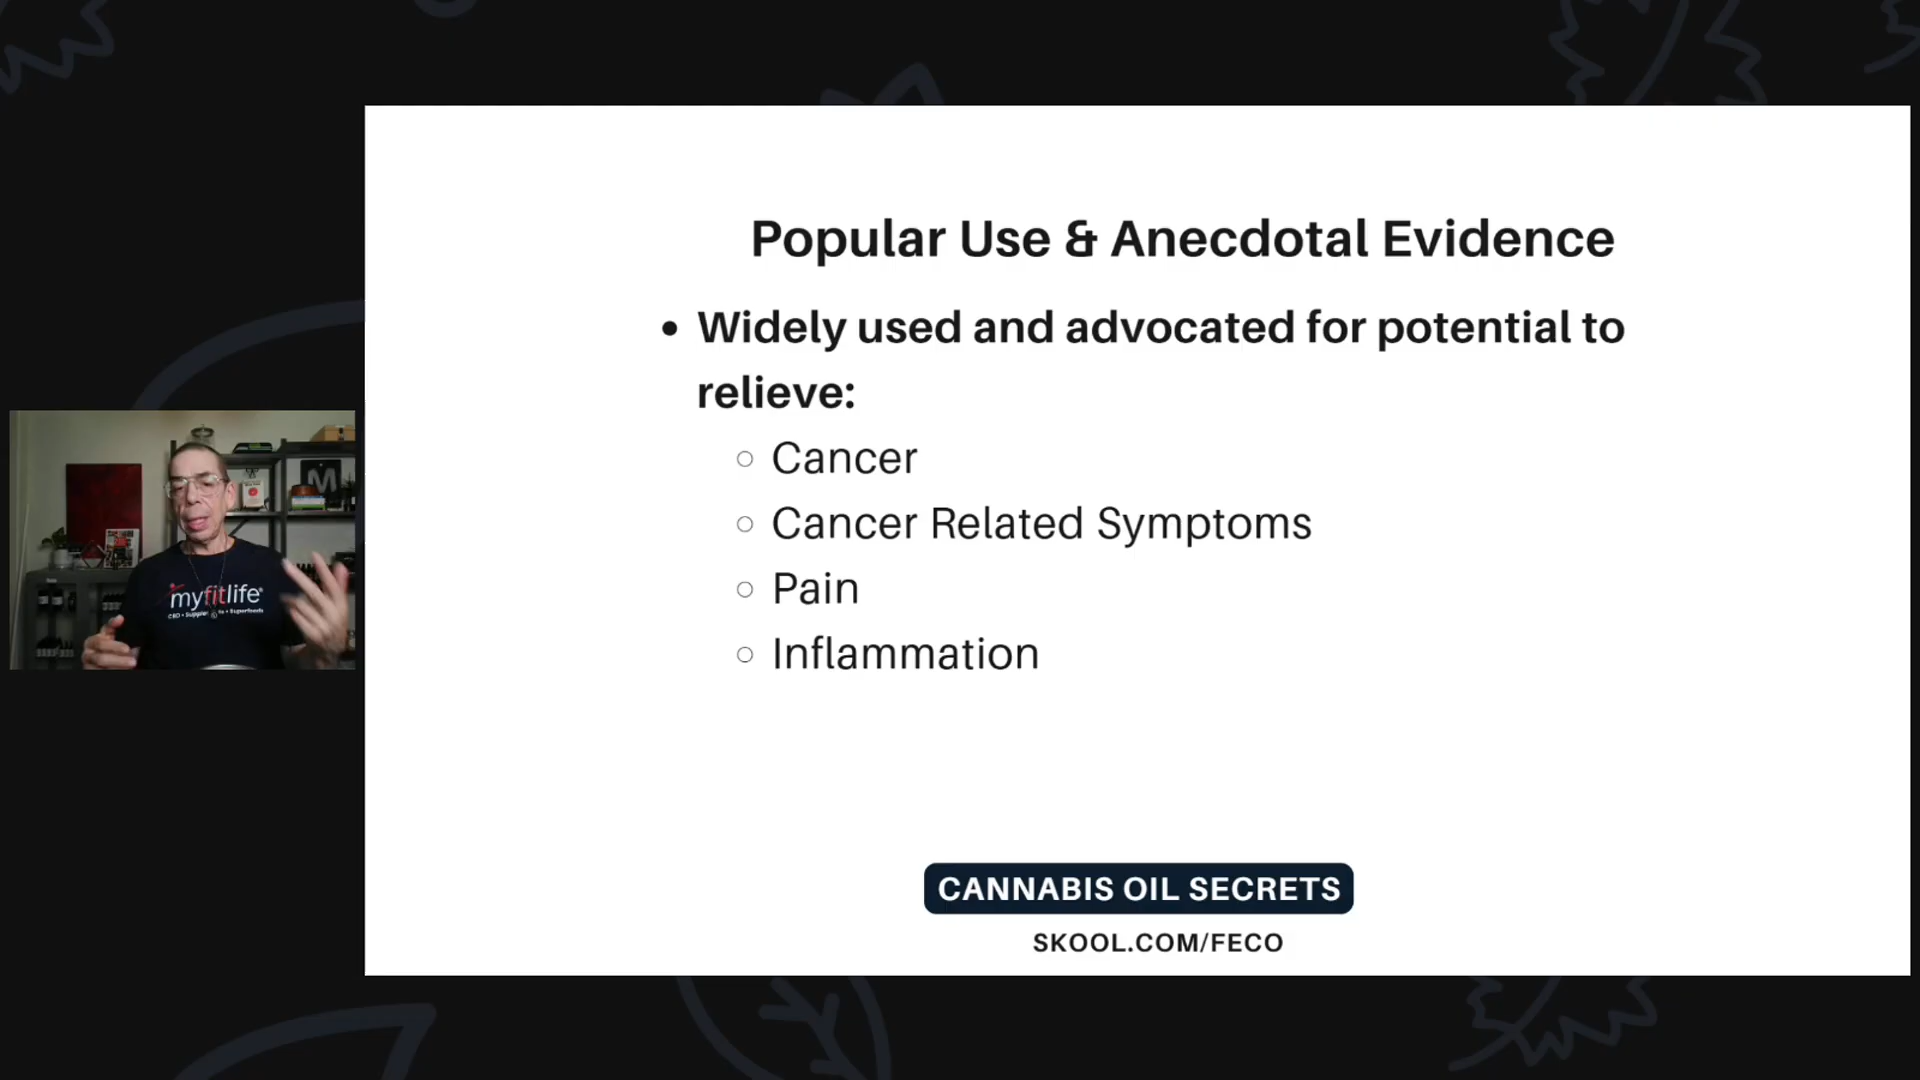 Popular Use & Anecdotal Evidence
• Widely used and advocated for potential to
relieve:
○ Cancer
○ Cancer Related Symptoms
○ Pain
○ Inflammation
CANNABIS OIL SECRETS
SKOOL.COM/FECO
M
myfitlife